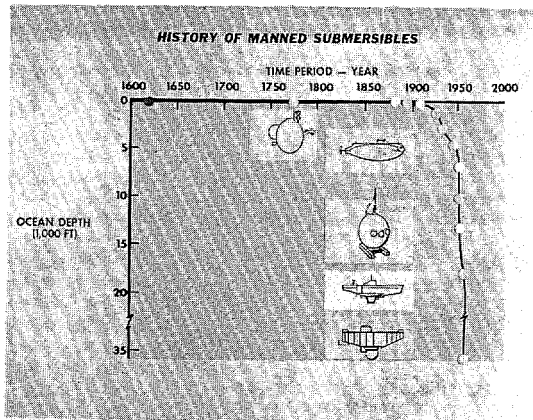 HISTORY OF MANNED SUBMERSIBLES
TIME PERIOD — YEAR
1600 1650 1700 1750 1800 1850 1900 1950 2000
0
5
10
OCEAN DEPTH
(1,000 FT)
15
20
35